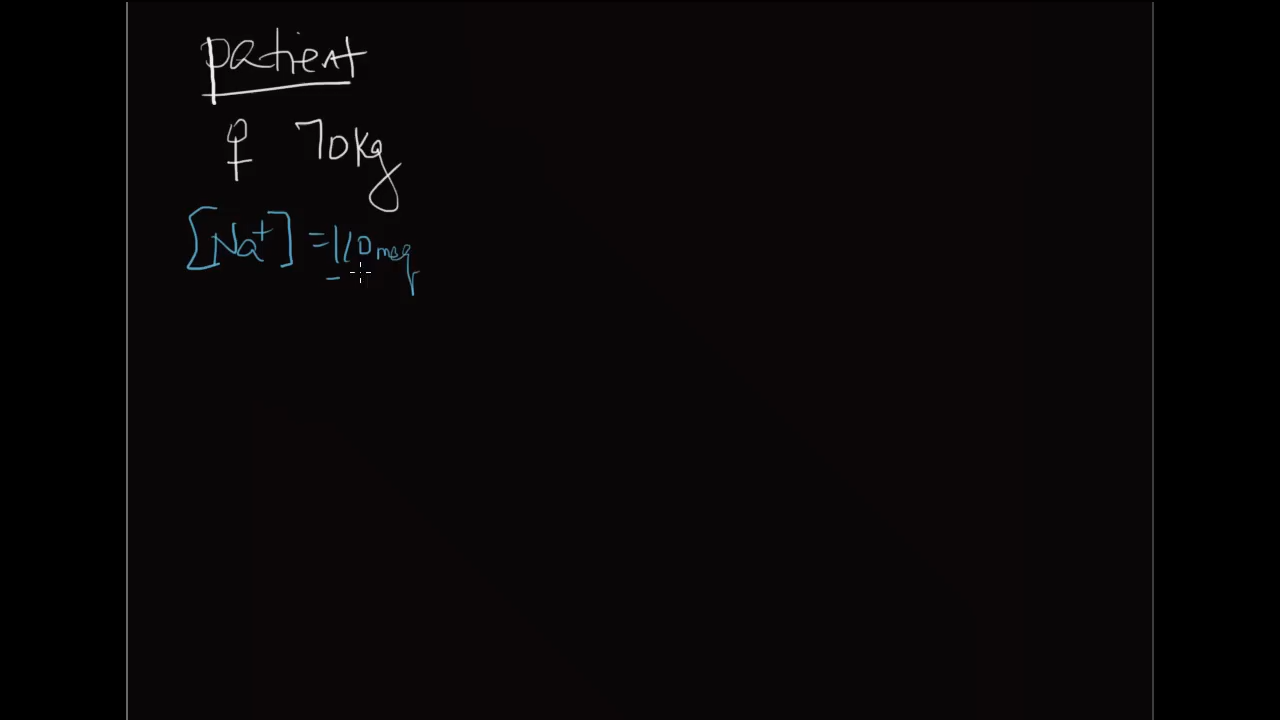 patient
♀ 70kg
[Na⁺] = 110 meq